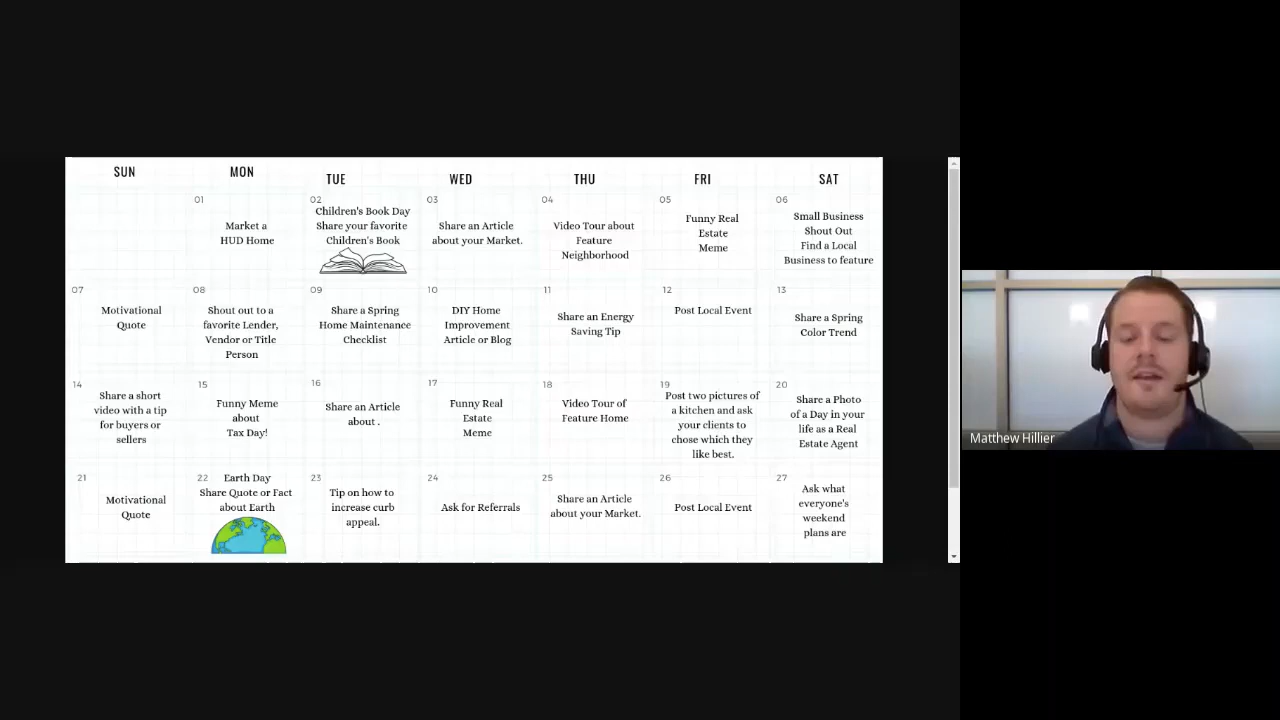 SUN
MON
TUE
WED
THU
FRI
SAT
01
Market a
HUD Home
02
Children's Book Day
Share your favorite
Children's Book
03
Share an Article
about your Market.
04
Video Tour about
Feature
Neighborhood
05
Funny Real
Estate
Meme
06
Small Business
Shout Out
Find a Local
Business to feature
07
Motivational
Quote
08
Shout out to a
favorite Lender,
Vendor or Title
Person
09
Share a Spring
Home Maintenance
Checklist
10
DIY Home
Improvement
Article or Blog
11
Share an Energy
Saving Tip
12
Post Local Event
13
Share a Spring
Color Trend
14
Share a short
video with a tip
for buyers or
sellers
15
Funny Meme
about
Tax Day!
16
Share an Article
about .
17
Funny Real
Estate
Meme
18
Video Tour of
Feature Home
19
Post two pictures of
a kitchen and ask
your clients to
chose which they
like best.
20
Share a Photo
of a Day in your
life as a Real
Estate Agent
21
Motivational
Quote
22
Earth Day
Share Quote or Fact
about Earth
23
Tip on how to
increase curb
appeal.
24
Ask for Referrals
25
Share an Article
about your Market.
26
Post Local Event
27
Ask what
everyone's
weekend
plans are
Matthew Hillier